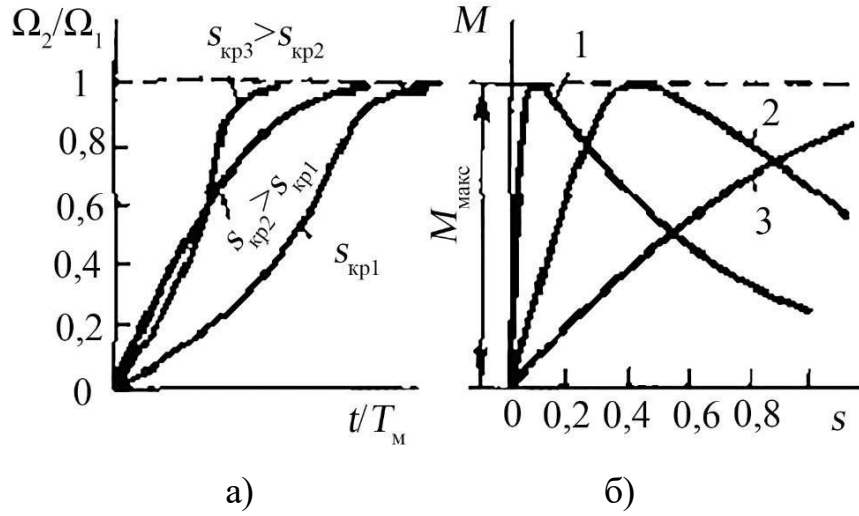 Ω₂/Ω₁
sкр3>sкр2
1
0,8
0,6
0,4
0,2
0
sкр2>sкр1
sкр1
t/Tм
а)
M
1
2
3
Mмакс
0 0,2 0,4 0,6 0,8 s
б)